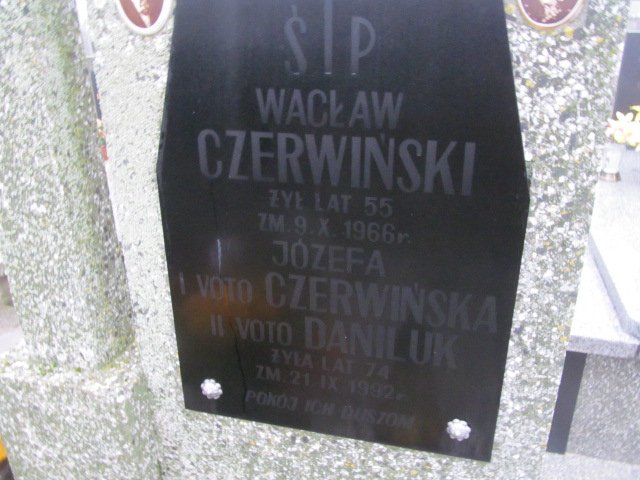 Ś P
WACŁAW
CZERWIŃSKI
ŻYŁ LAT 55
ZM. 9. X. 1966 r.
JÓZEFA
I VOTO CZERWIŃSKA
II VOTO DANILUK
ŻYŁA LAT 74
ZM. 21. IX 1992 r.
POKÓJ ICH DUSZOM